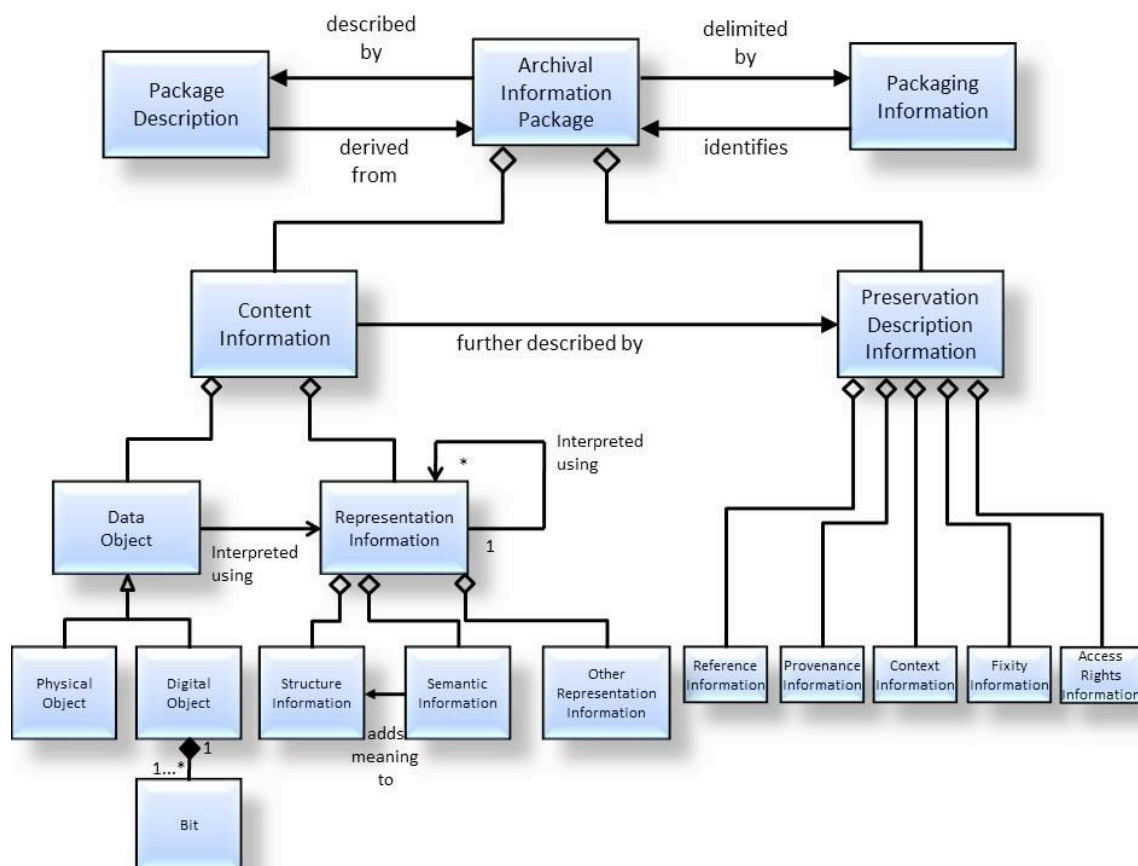 described
by
delimited
by
Package
Description
Archival
Information
Package
Packaging
Information
derived
from
identifies
Content
Information
further described by
Preservation
Description
Information
Data
Object
Interpreted
using
Representation
Information
*
1
Interpreted
using
Physical
Object
Digital
Object
Structure
Information
Semantic
Information
adds
meaning
to
Other
Representation
Information
Reference
Information
Provenance
Information
Context
Information
Fixity
Information
Access
Rights
Information
1
1...*
Bit